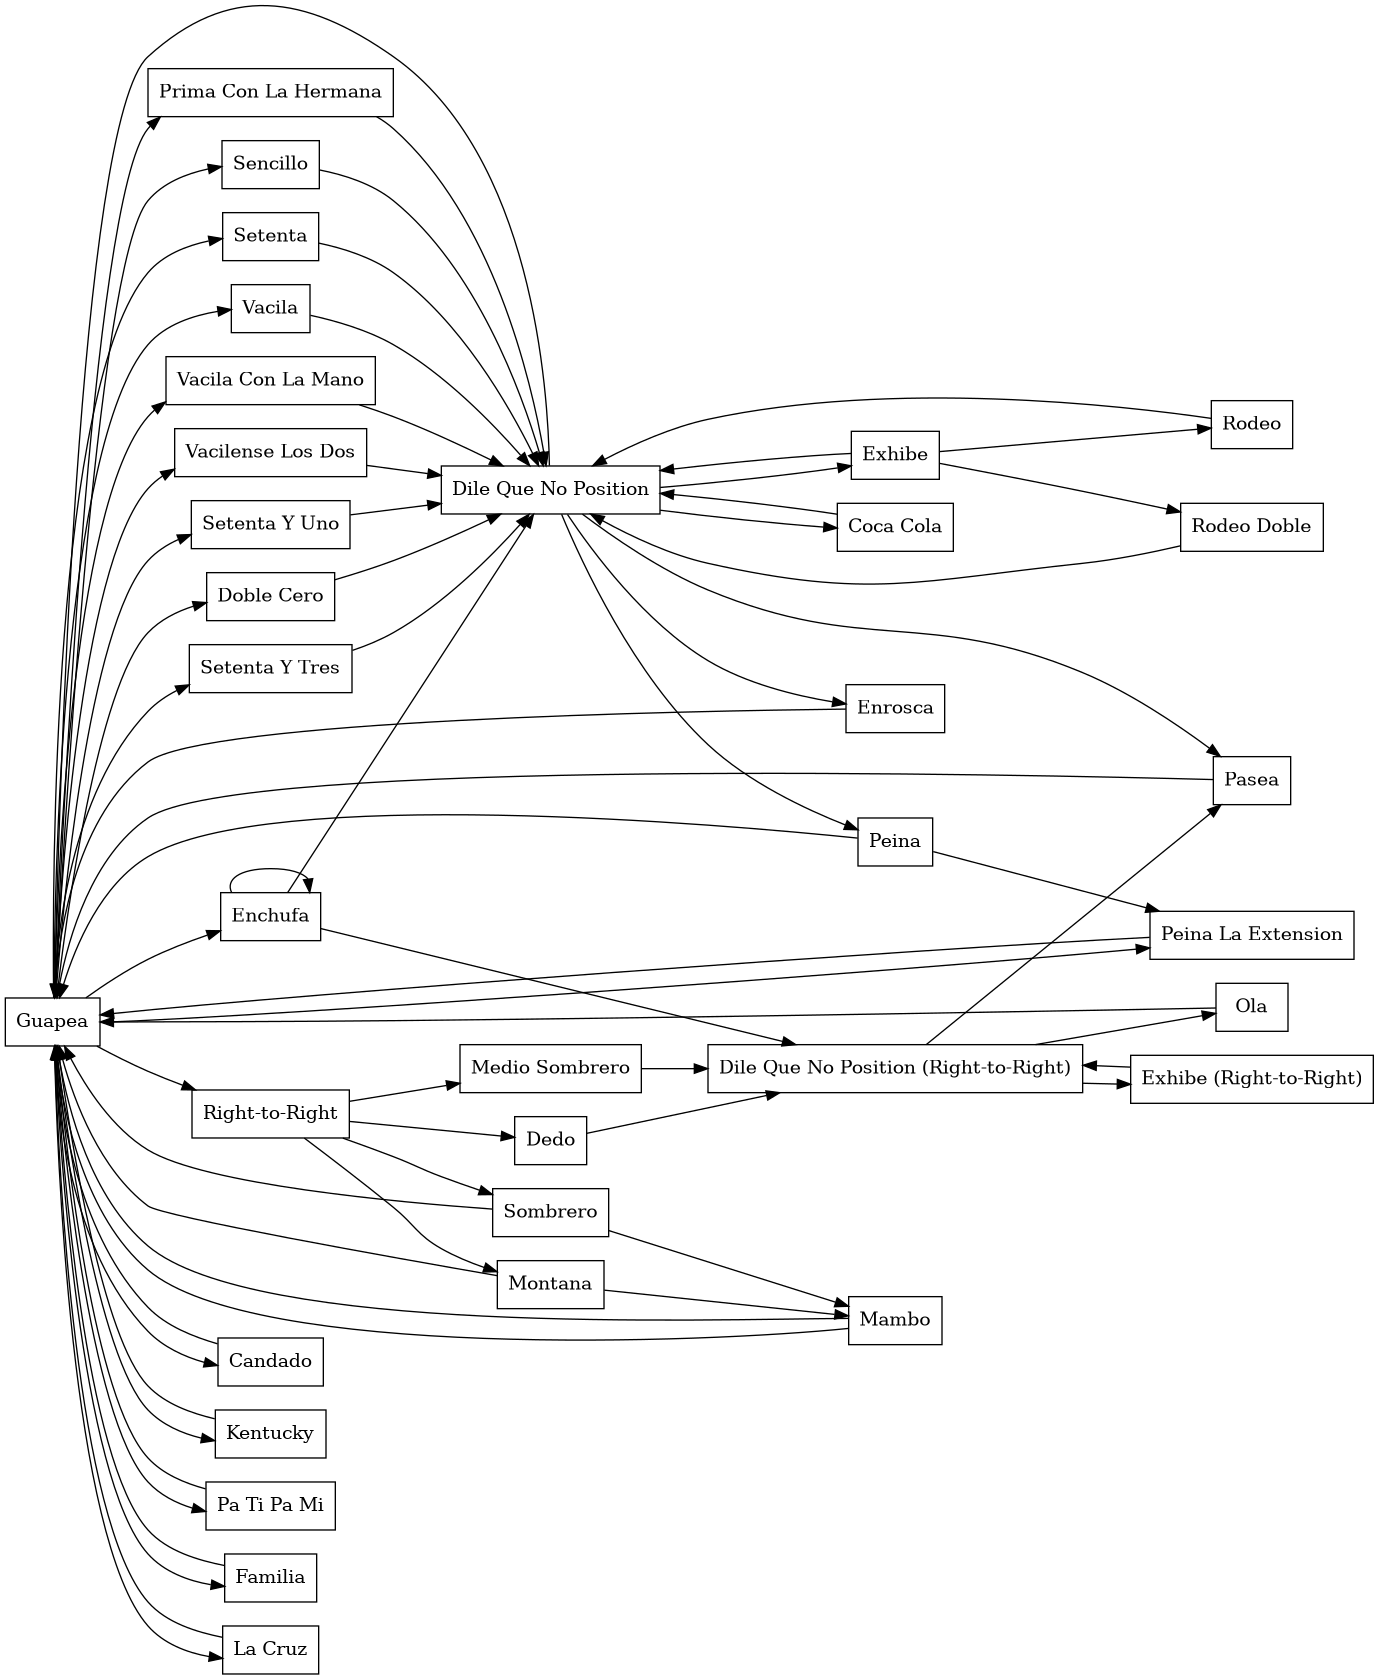 Prima Con La Hermana
Sencillo
Setenta
Vacila
Vacila Con La Mano
Vacilense Los Dos
Setenta Y Uno
Doble Cero
Setenta Y Tres
Enchufa
Guapea
Right-to-Right
Candado
Kentucky
Pa Ti Pa Mi
Familia
La Cruz
Dile Que No Position
Medio Sombrero
Dedo
Sombrero
Montana
Exhibe
Coca Cola
Enrosca
Peina
Dile Que No Position (Right-to-Right)
Mambo
Rodeo
Rodeo Doble
Pasea
Peina La Extension
Ola
Exhibe (Right-to-Right)